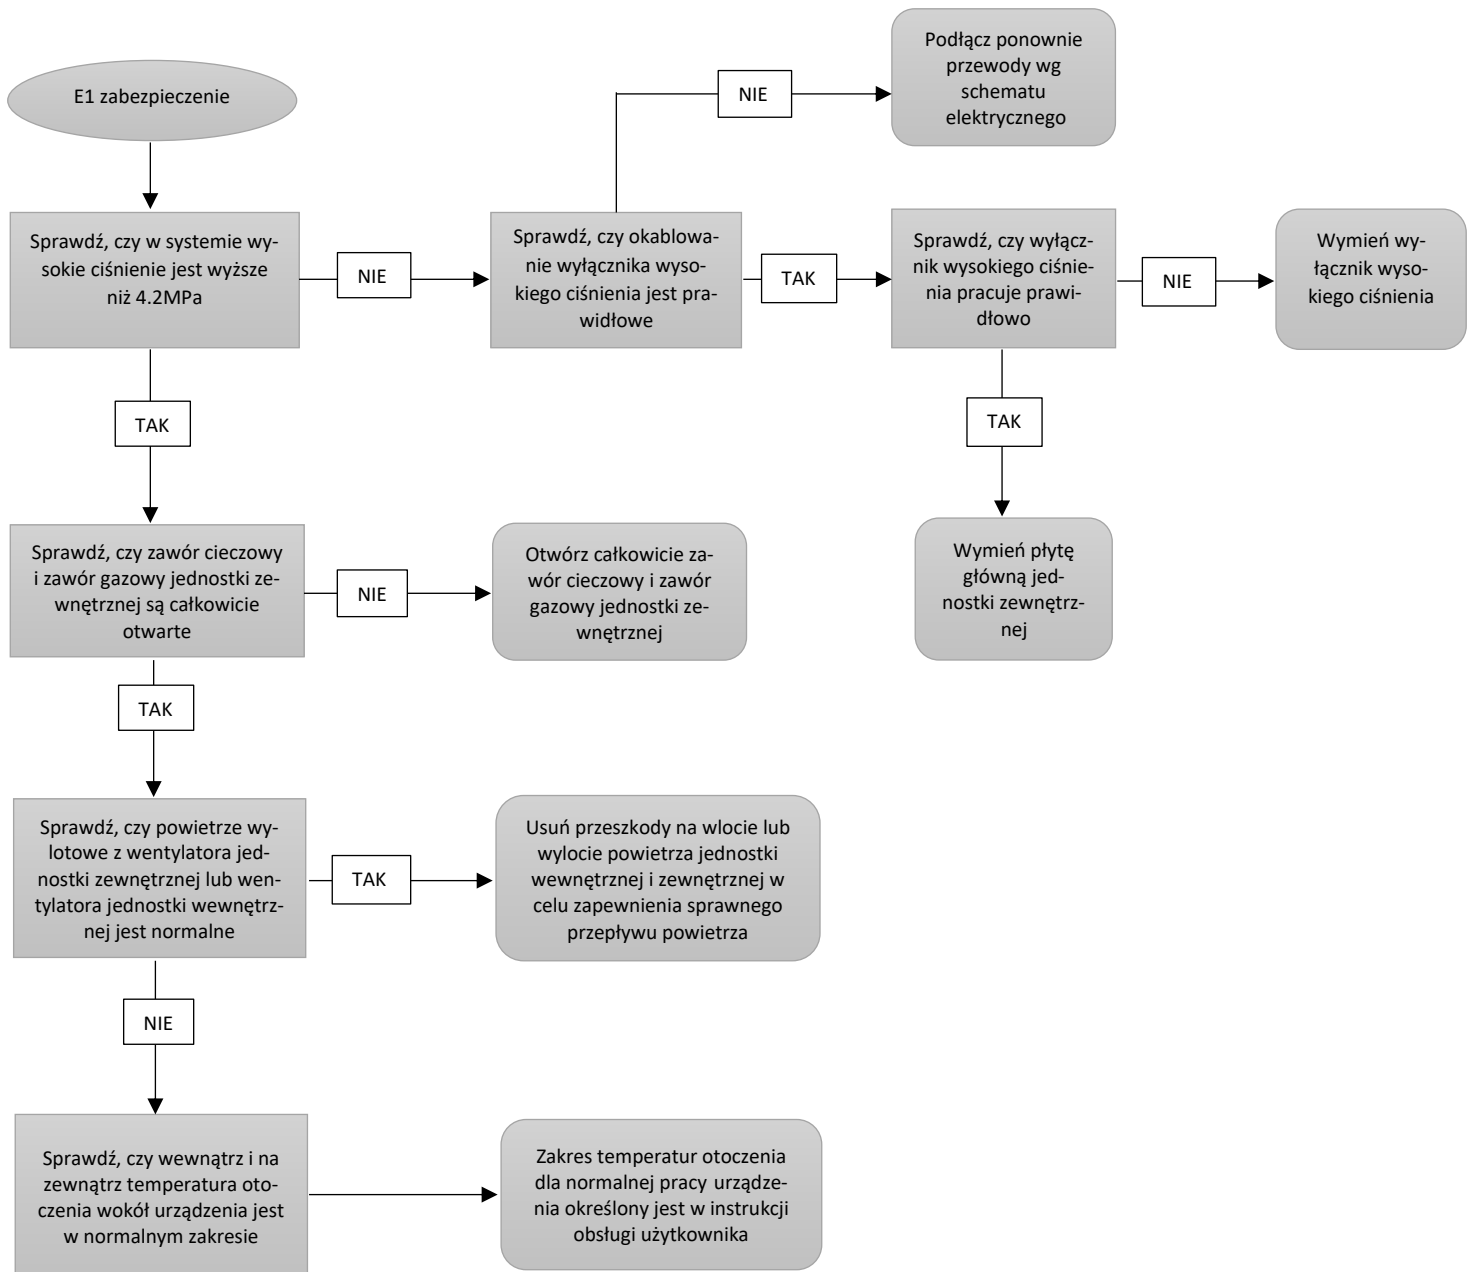 E1 zabezpieczenie
NIE
Podłącz ponownie
przewody wg
schematu
elektrycznego
Sprawdź, czy w systemie wy-
sokie ciśnienie jest wyższe
niż 4.2MPa
NIE
Sprawdź, czy okablowa-
nie wyłącznika wyso-
kiego ciśnienia jest pra-
widłowe
TAK
Sprawdź, czy wyłącz-
nik wysokiego ciśnie-
nia pracuje prawi-
dłowo
NIE
Wymień wy-
łącznik wyso-
kiego ciśnienia
TAK
TAK
Sprawdź, czy zawór cieczowy
i zawór gazowy jednostki ze-
wnętrznej są całkowicie
otwarte
NIE
Otwórz całkowicie za-
wór cieczowy i zawór
gazowy jednostki ze-
wnętrznej
Wymień płytę
główną jed-
nostki zewnętrz-
nej
TAK
Sprawdź, czy powietrze wy-
lotowe z wentylatora jed-
nostki zewnętrznej lub wen-
tylatora jednostki wewnętrz-
nej jest normalne
TAK
Usuń przeszkody na wlocie lub
wylocie powietrza jednostki
wewnętrznej i zewnętrznej w
celu zapewnienia sprawnego
przepływu powietrza
NIE
Sprawdź, czy wewnątrz i na
zewnątrz temperatura oto-
czenia wokół urządzenia jest
w normalnym zakresie
Zakres temperatur otoczenia
dla normalnej pracy urządze-
nia określony jest w instrukcji
obsługi użytkownika